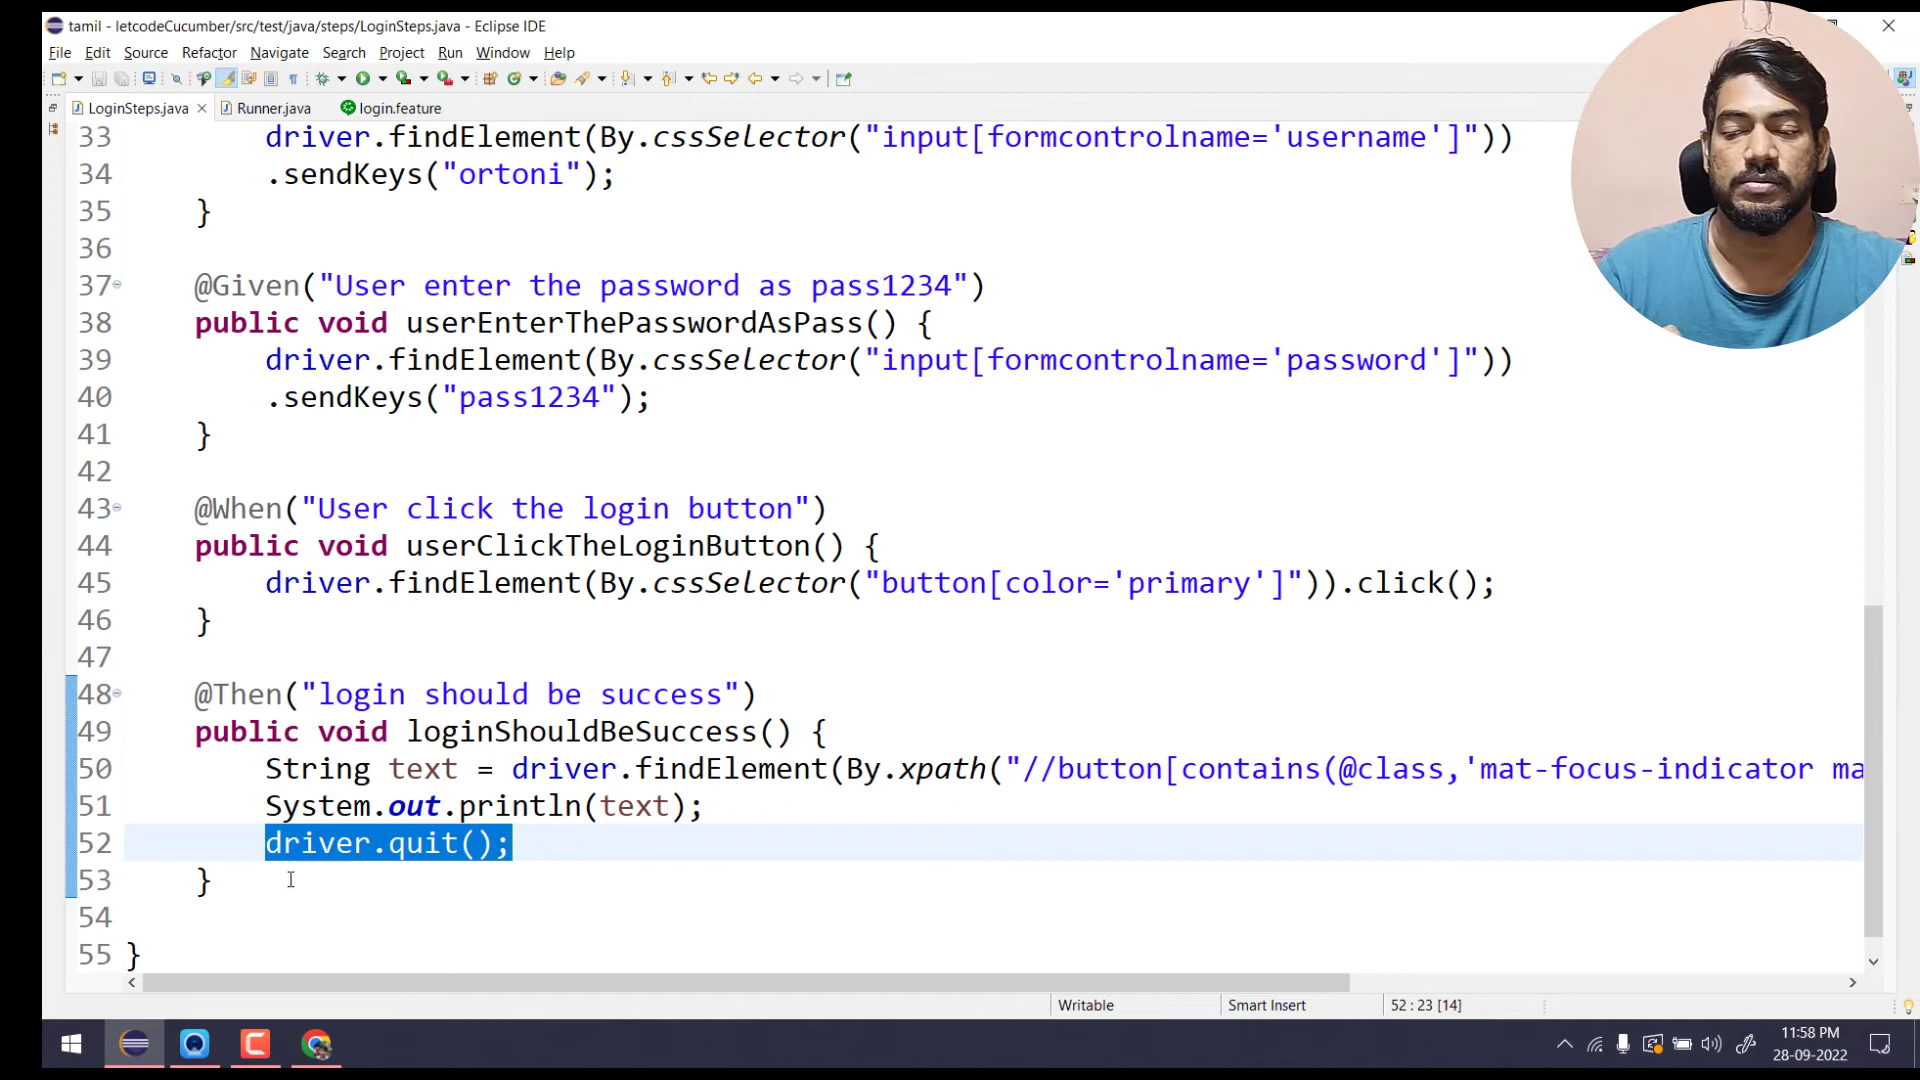 tamil - letcodeCucumber/src/test/java/steps/LoginSteps.java - Eclipse IDE
File Edit Source Refactor Navigate Search Project Run Window Help
LoginSteps.java Runner.java login.feature
33 driver.findElement(By.cssSelector("input[formcontrolname='username']"))
34 .sendKeys("ortoni");
35 }
36
37 @Given("User enter the password as pass1234")
38 public void userEnterThePasswordAsPass() {
39 driver.findElement(By.cssSelector("input[formcontrolname='password']"))
40 .sendKeys("pass1234");
41 }
42
43 @When("User click the login button")
44 public void userClickTheLoginButton() {
45 driver.findElement(By.cssSelector("button[color='primary']")).click();
46 }
47
48 @Then("login should be success")
49 public void loginShouldBeSuccess() {
50 String text = driver.findElement(By.xpath("//button[contains(@class,'mat-focus-indicator ma
51 System.out.println(text);
52 driver.quit();
53 }
54
55 }
Writable Smart Insert 52 : 23 [14]
11:58 PM
28-09-2022